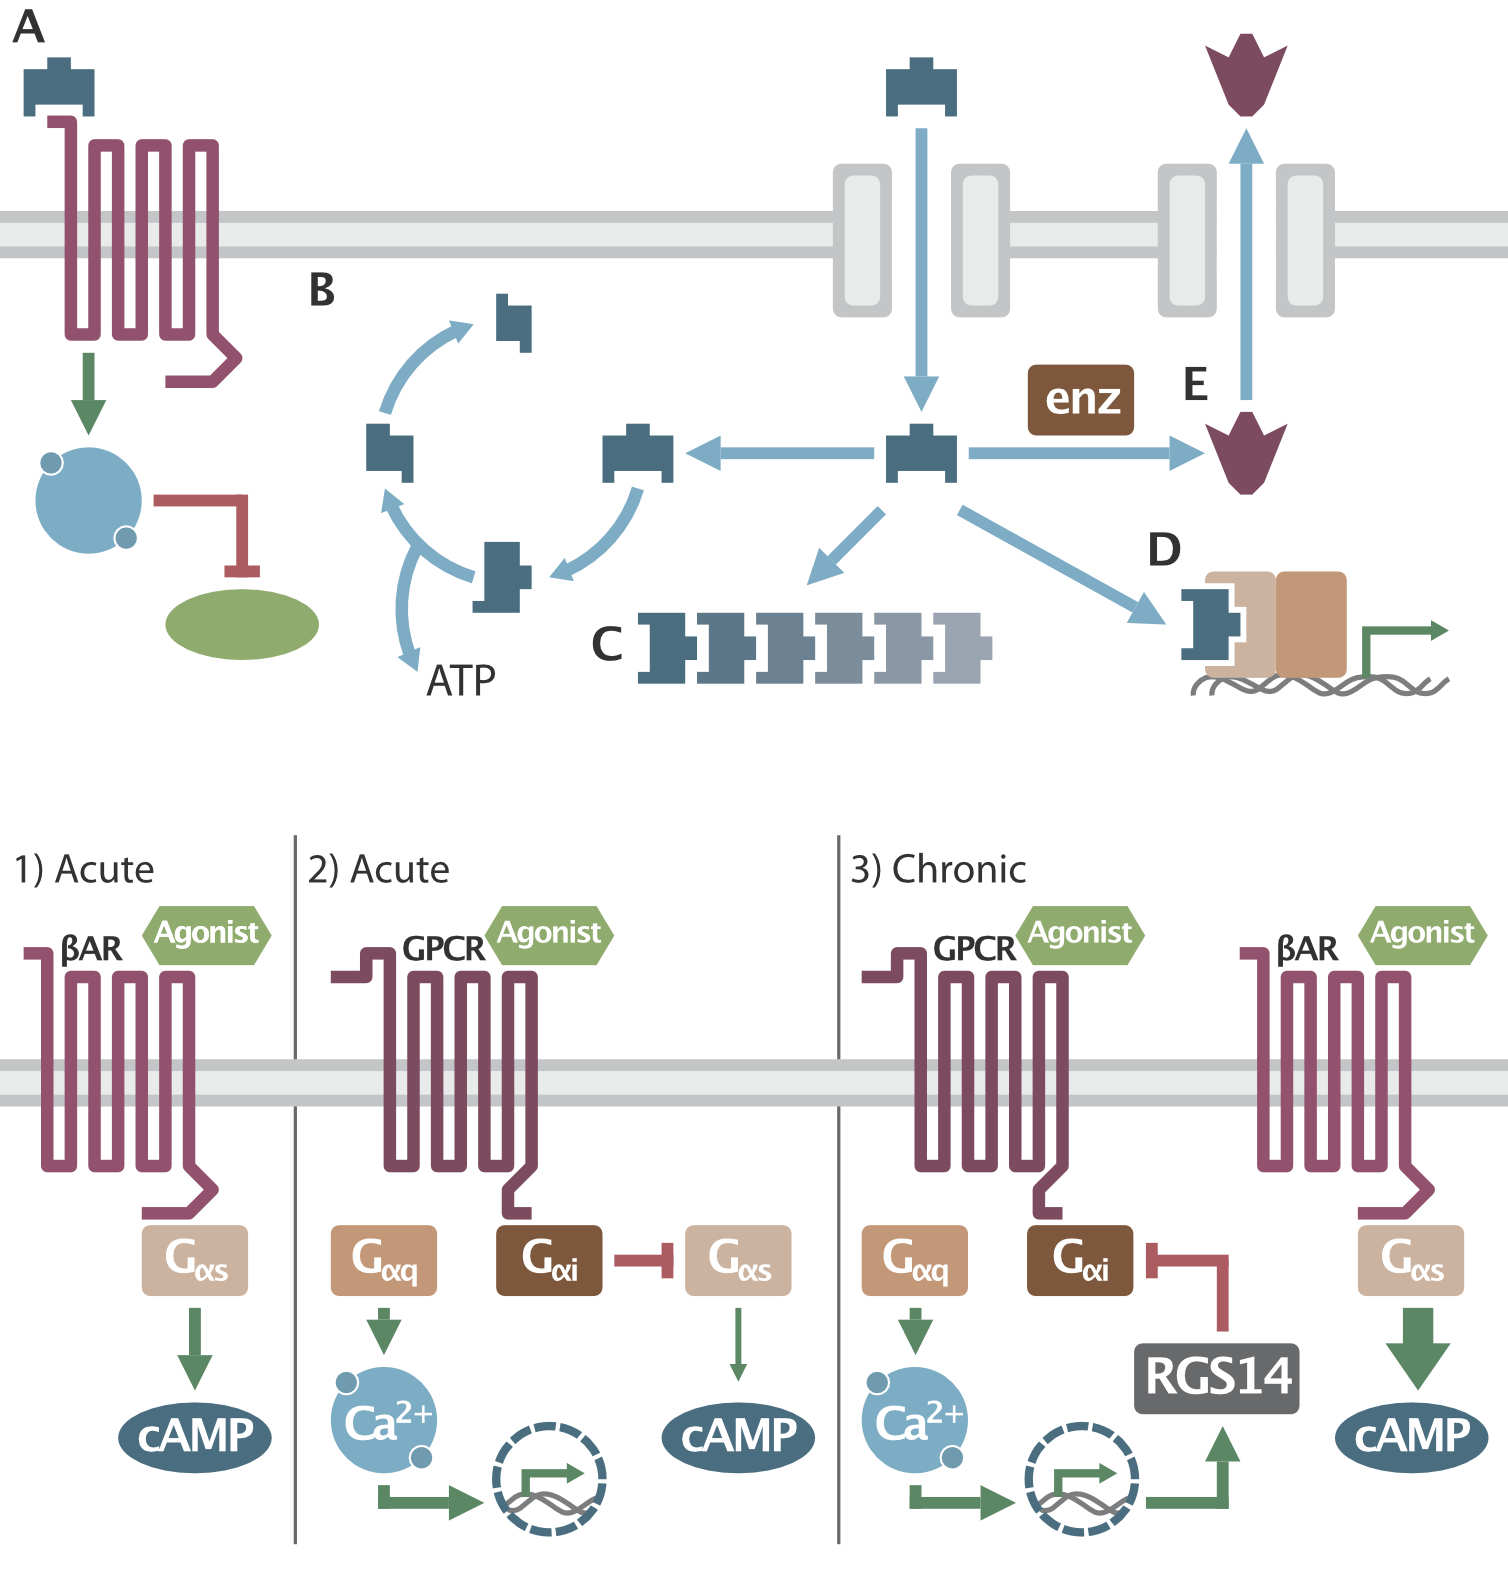 A
B
enz
E
D
C
ATP
1) Acute
2) Acute
3) Chronic
βAR
Agonist
GPCR
Agonist
GPCR
Agonist
βAR
Agonist
Gαs
Gαq
Gαi
Gαs
Gαq
Gαi
Gαs
RGS14
Ca2+
Ca2+
cAMP
cAMP
cAMP